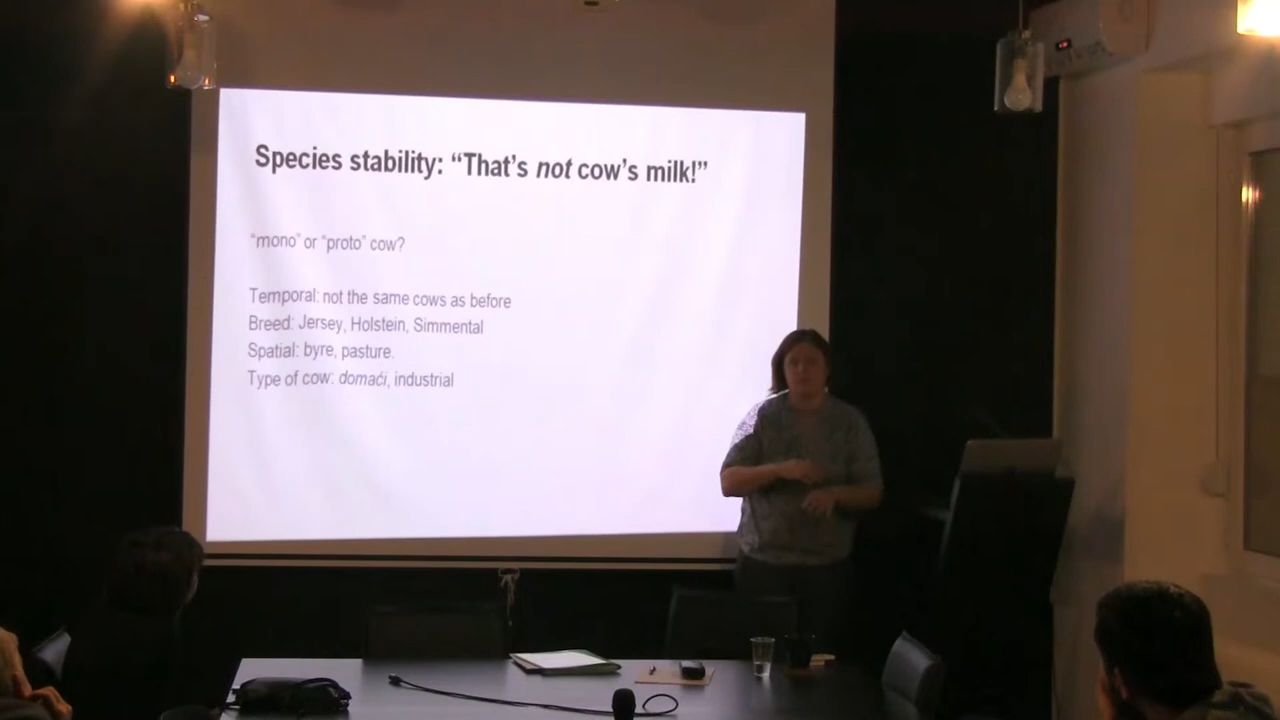 Species stability: “That’s not cow’s milk!”
“mono” or “proto” cow?
Temporal: not the same cows as before
Breed: Jersey, Holstein, Simmental
Spatial: byre, pasture.
Type of cow: domaći, industrial